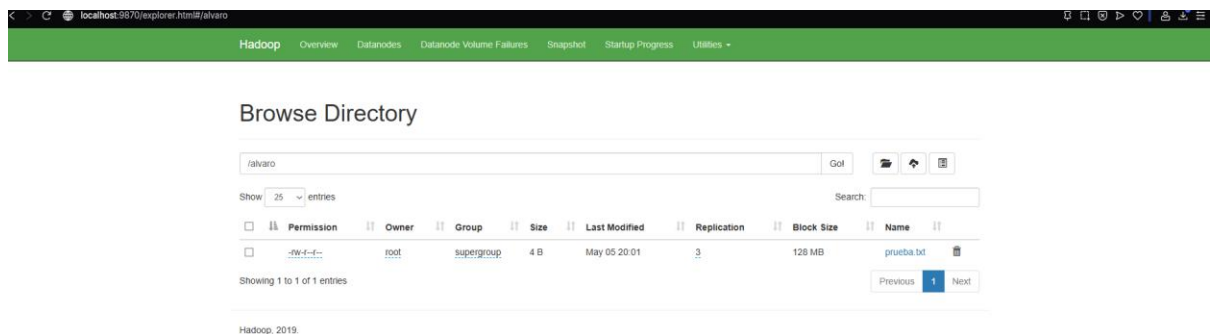 localhost:9870/explorer.html#/alvaro
Hadoop Overview Datanodes Datanode Volume Failures Snapshot Startup Progress Utilities
Browse Directory
/alvaro Go!
Show 25 entries Search:
Permission Owner Group Size Last Modified Replication Block Size Name
-rw-r--r-- root supergroup 4 B May 05 20:01 3 128 MB prueba.txt
Showing 1 to 1 of 1 entries Previous 1 Next
Hadoop, 2019.